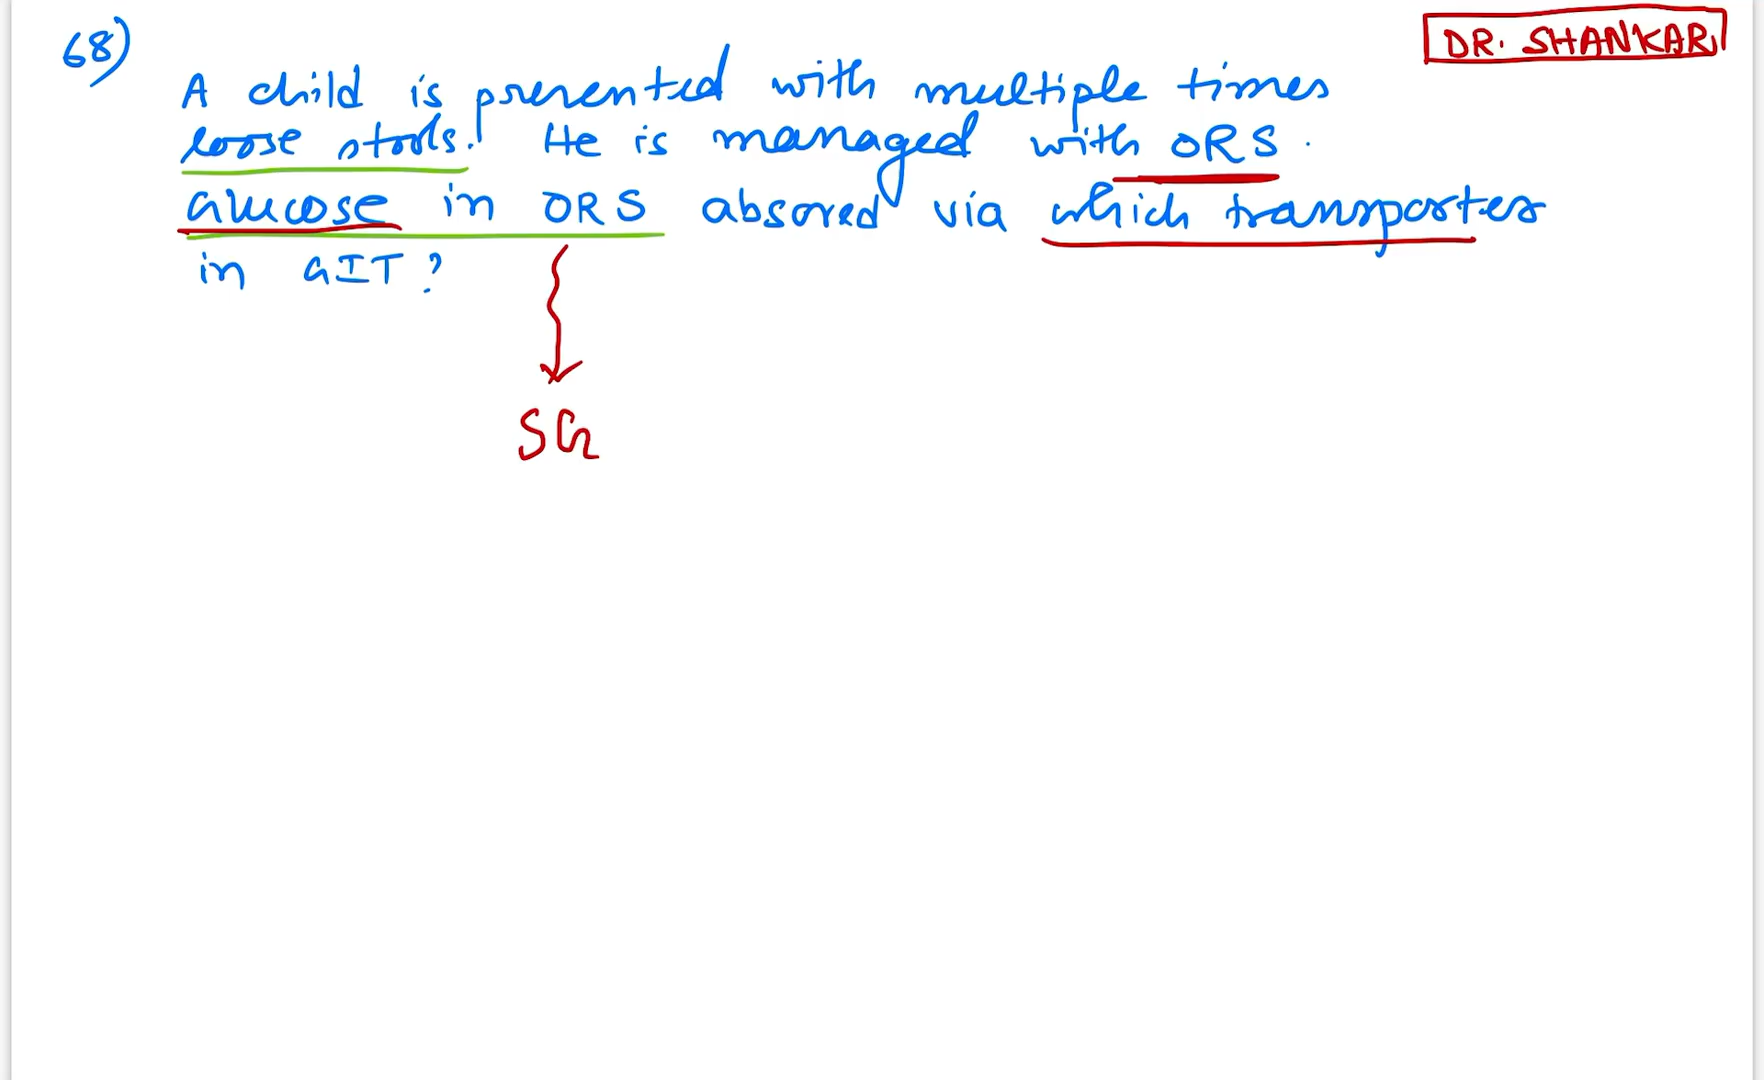 68)
DR. SHANKAR
A child is presented with multiple times
loose stools. He is managed with ORS.
Glucose in ORS absored via which transporter
in GIT?
SG